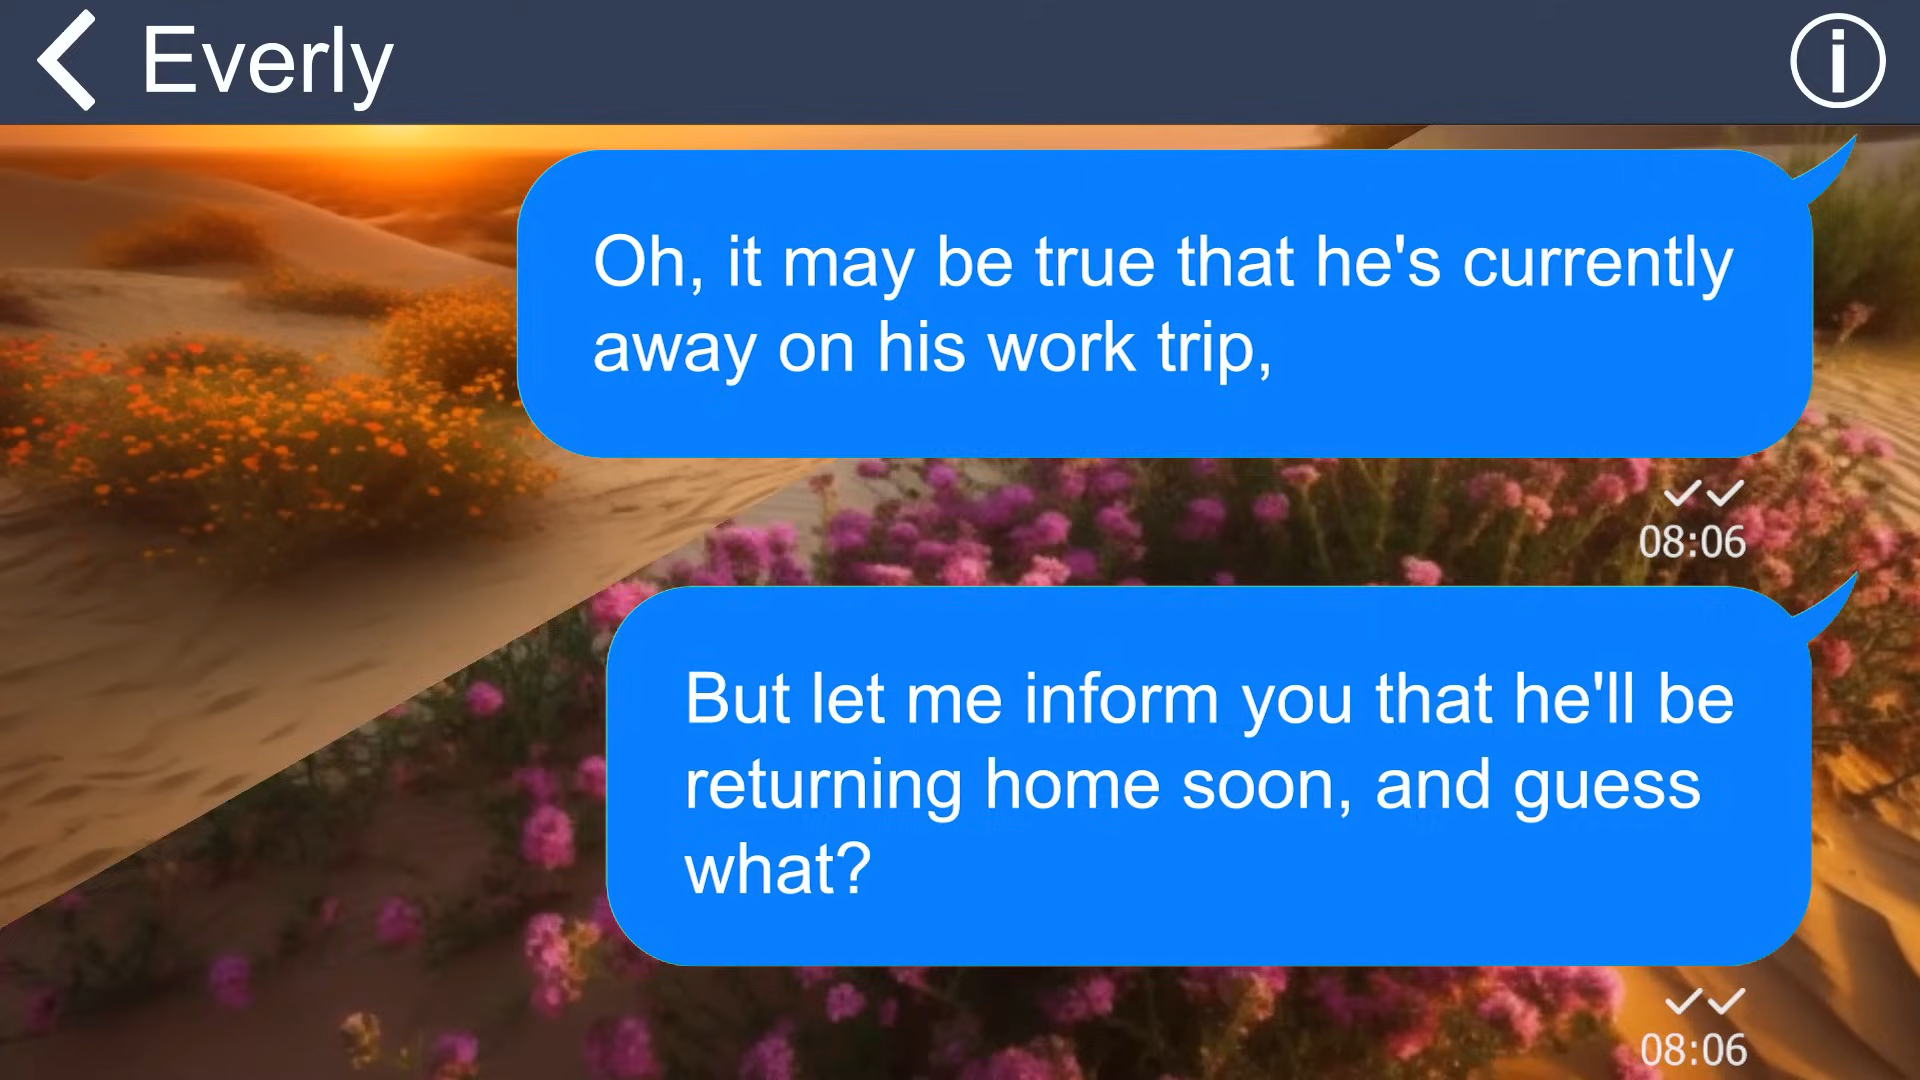 Everly
Oh, it may be true that he's currently
away on his work trip,
08:06
But let me inform you that he'll be
returning home soon, and guess
what?
08:06